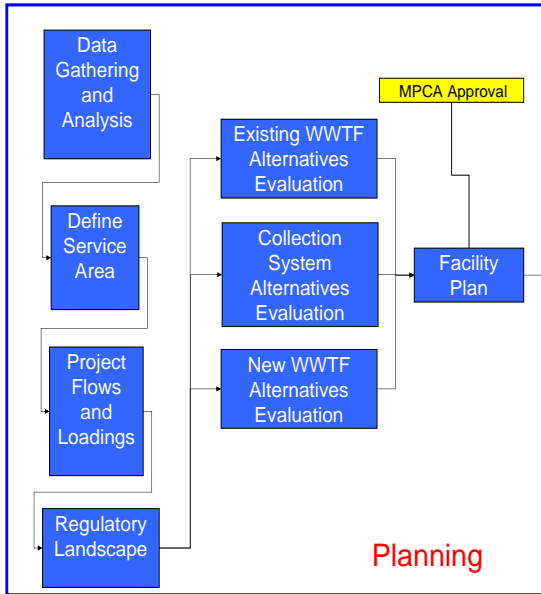 Data
Gathering
and
Analysis
Define
Service
Area
Project
Flows
and
Loadings
Regulatory
Landscape
Existing WWTF
Alternatives
Evaluation
Collection
System
Alternatives
Evaluation
New WWTF
Alternatives
Evaluation
MPCA Approval
Facility
Plan
Planning